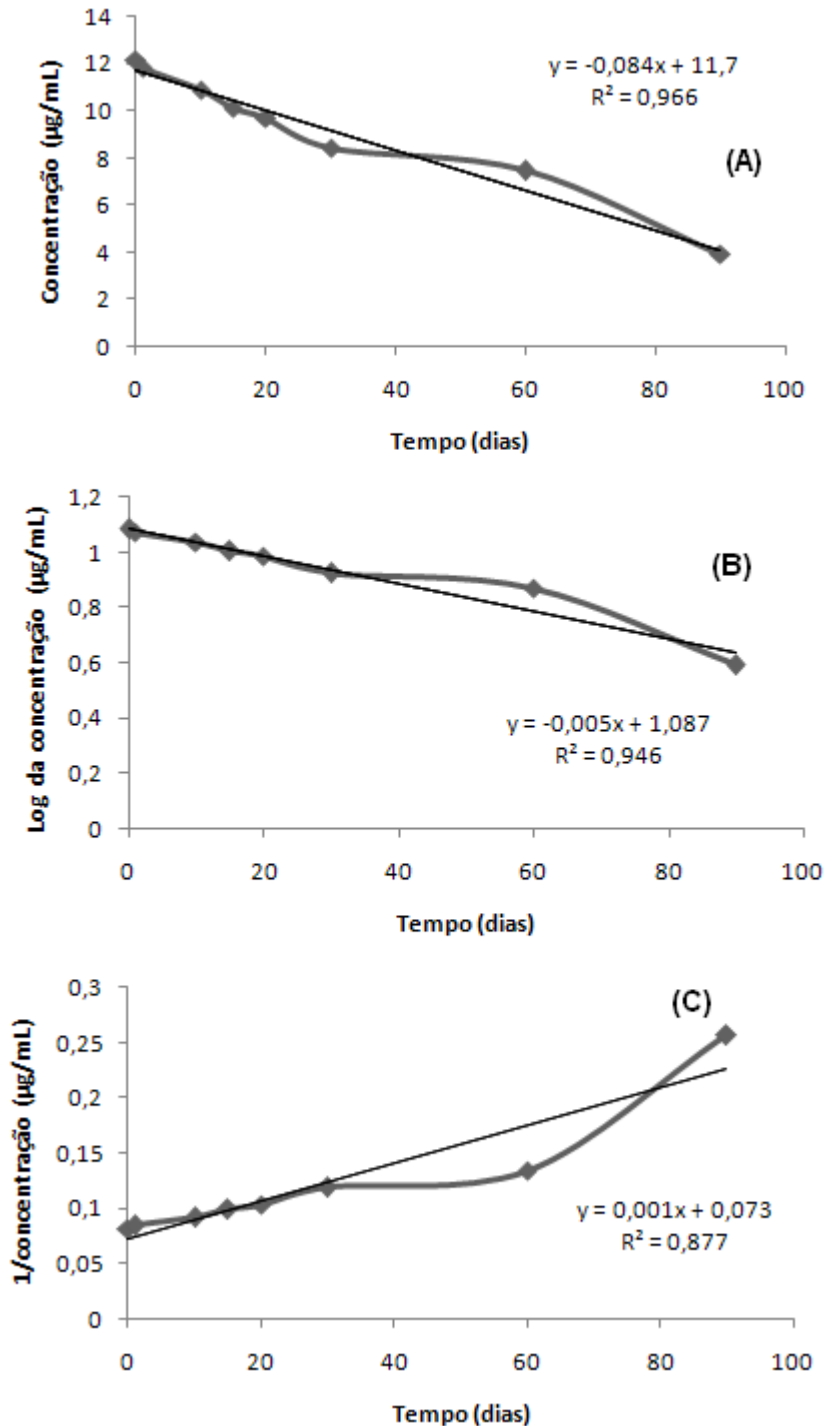 14
12
10
8
6
4
2
0
Concentração (µg/mL)
y = -0,084x + 11,7
R² = 0,966
(A)
0 20 40 60 80 100
Tempo (dias)
1,2
1
0,8
0,6
0,4
0,2
0
Log da concentração (µg/mL)
(B)
y = -0,005x + 1,087
R² = 0,946
0 20 40 60 80 100
Tempo (dias)
0,3
0,25
0,2
0,15
0,1
0,05
0
1/concentração (µg/mL)
(C)
y = 0,001x + 0,073
R² = 0,877
0 20 40 60 80 100
Tempo (dias)